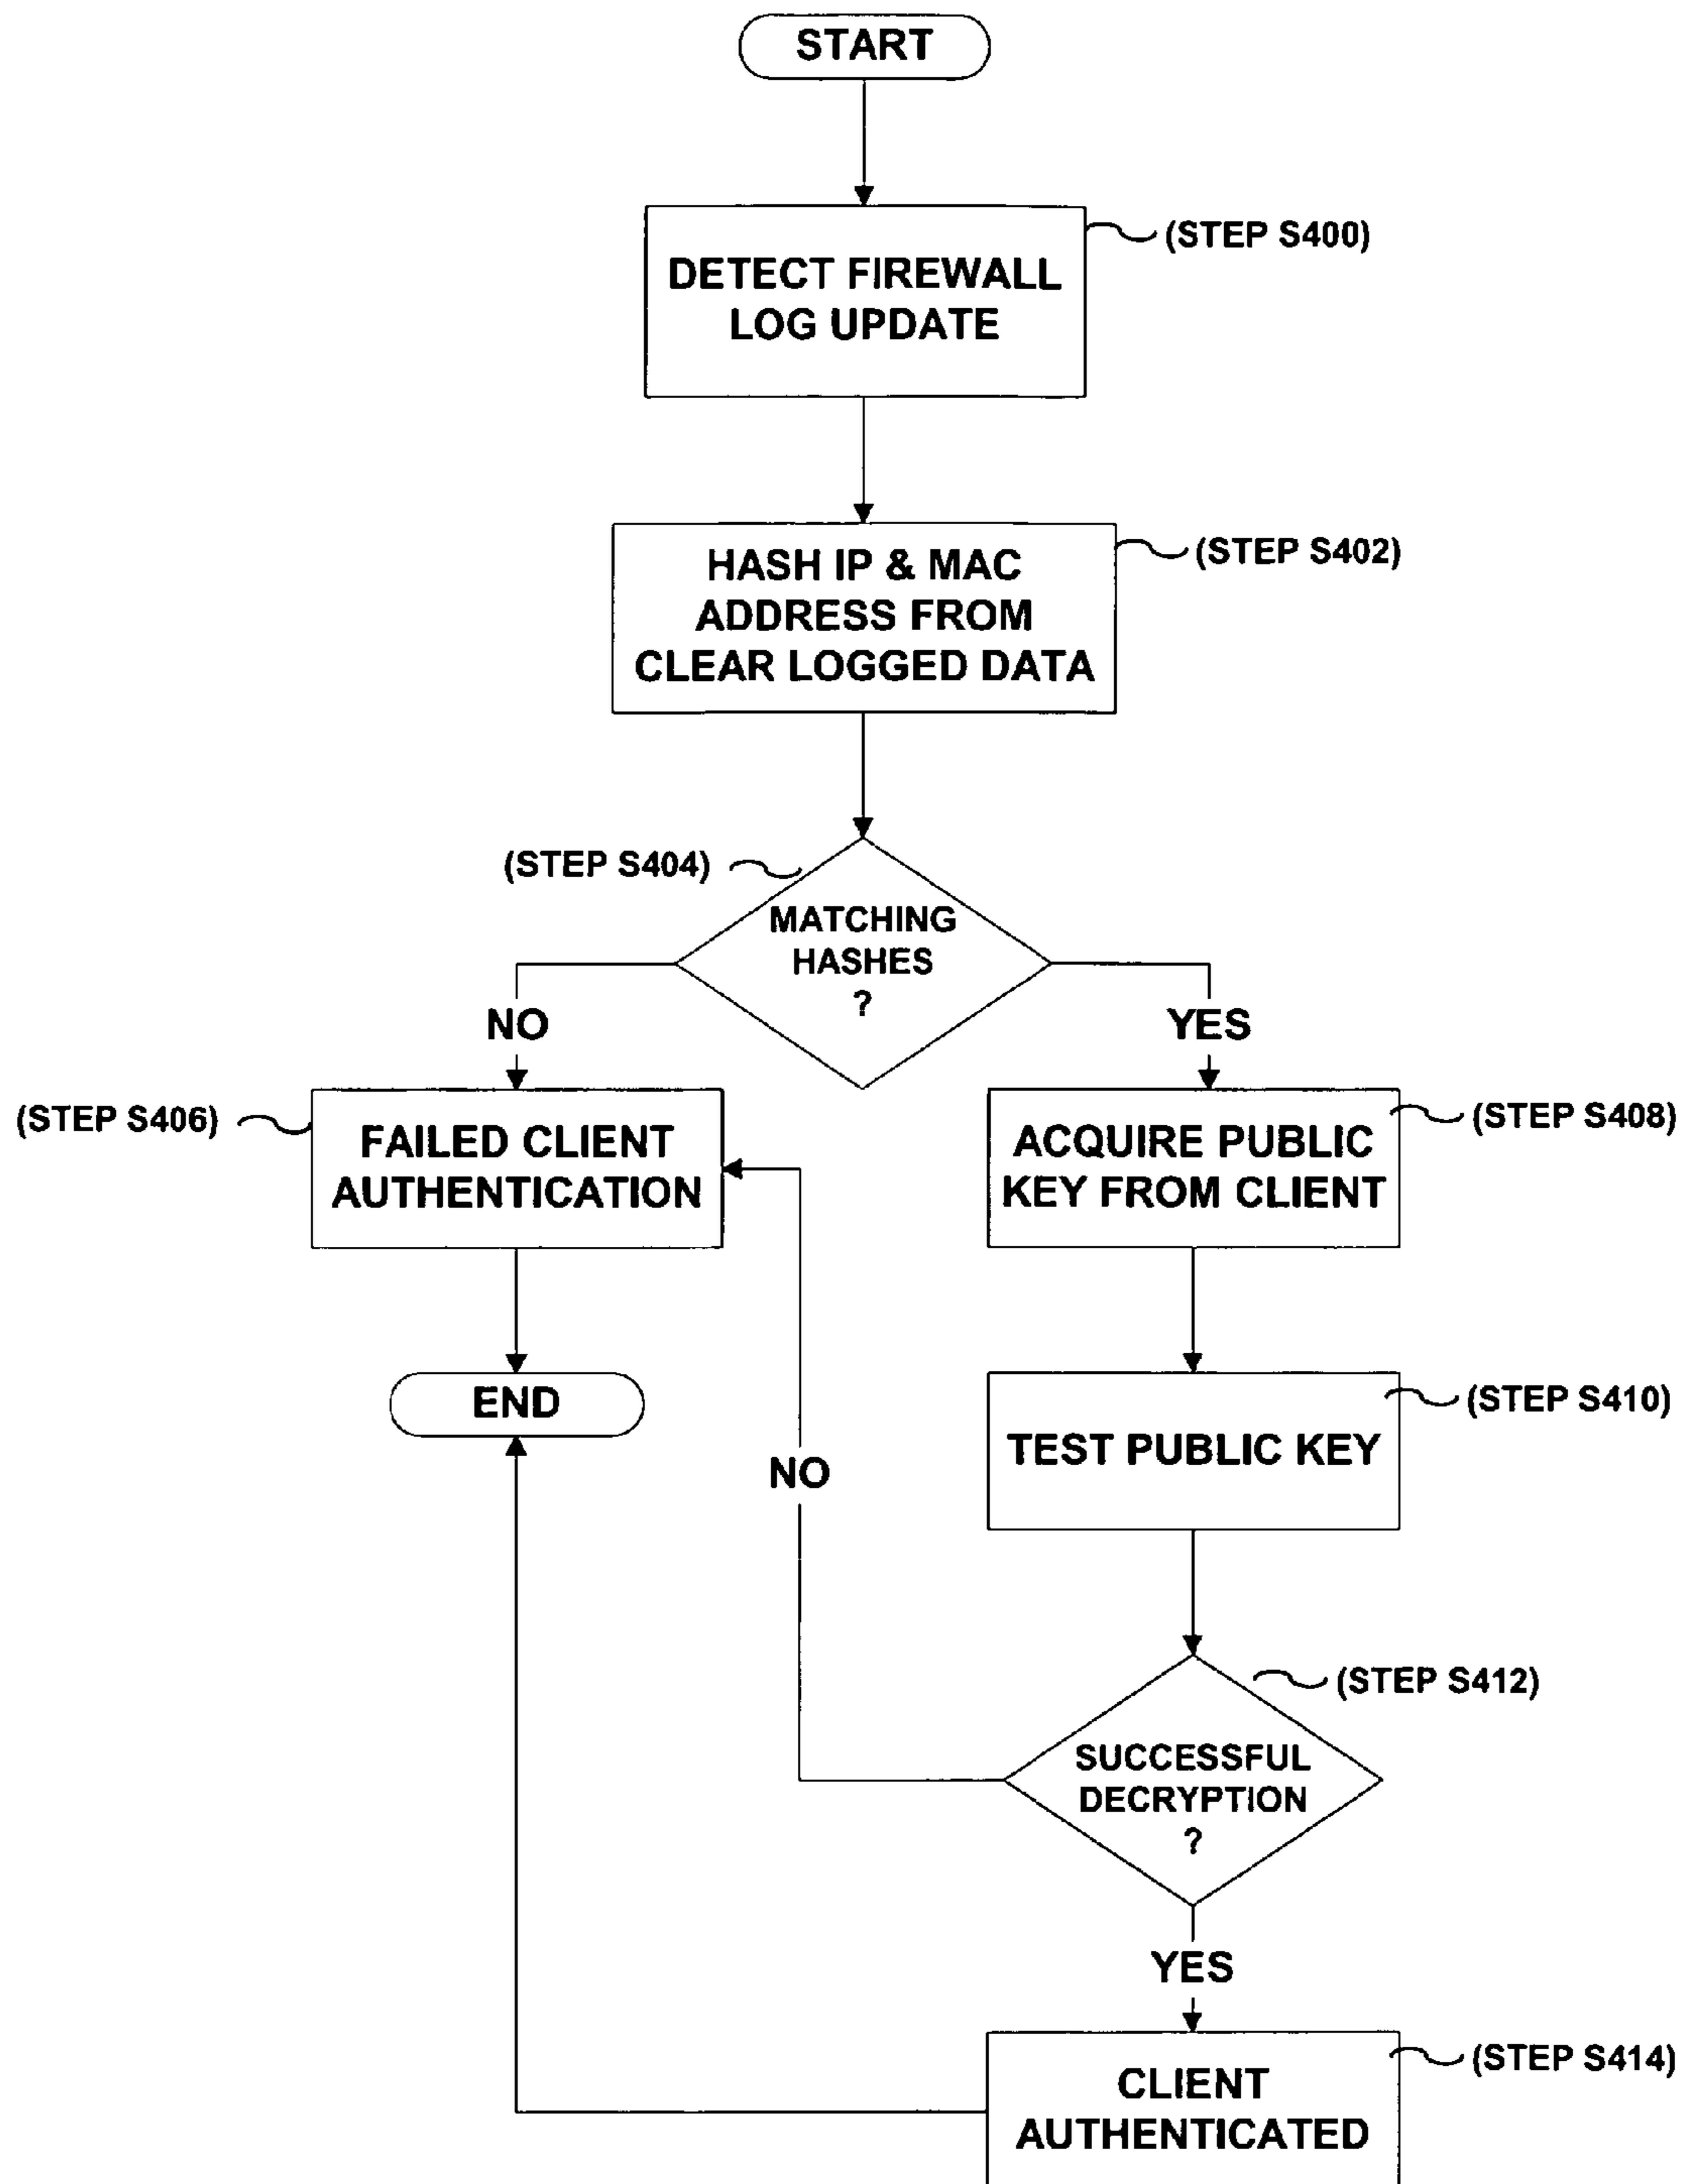 START
(STEP S400)
DETECT FIREWALL
LOG UPDATE
(STEP S402)
HASH IP & MAC
ADDRESS FROM
CLEAR LOGGED DATA
(STEP S404)
MATCHING
HASHES
?
NO
YES
(STEP S406)
FAILED CLIENT
AUTHENTICATION
(STEP S408)
ACQUIRE PUBLIC
KEY FROM CLIENT
END
(STEP S410)
TEST PUBLIC KEY
NO
(STEP S412)
SUCCESSFUL
DECRYPTION
?
YES
(STEP S414)
CLIENT
AUTHENTICATED